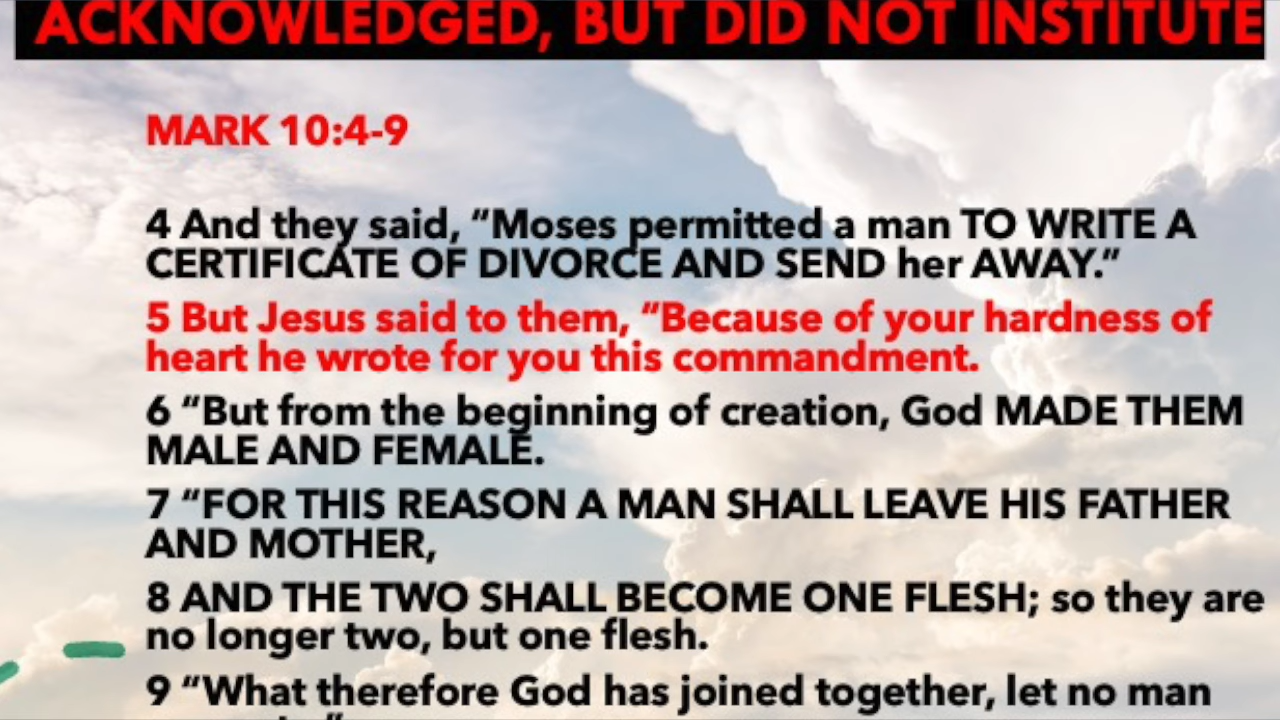 ACKNOWLEDGED, BUT DID NOT INSTITUTE
MARK 10:4-9
4 And they said, “Moses permitted a man TO WRITE A
CERTIFICATE OF DIVORCE AND SEND her AWAY.”
5 But Jesus said to them, “Because of your hardness of
heart he wrote for you this commandment.
6 “But from the beginning of creation, God MADE THEM
MALE AND FEMALE.
7 “FOR THIS REASON A MAN SHALL LEAVE HIS FATHER
AND MOTHER,
8 AND THE TWO SHALL BECOME ONE FLESH; so they are
no longer two, but one flesh.
9 “What therefore God has joined together, let no man